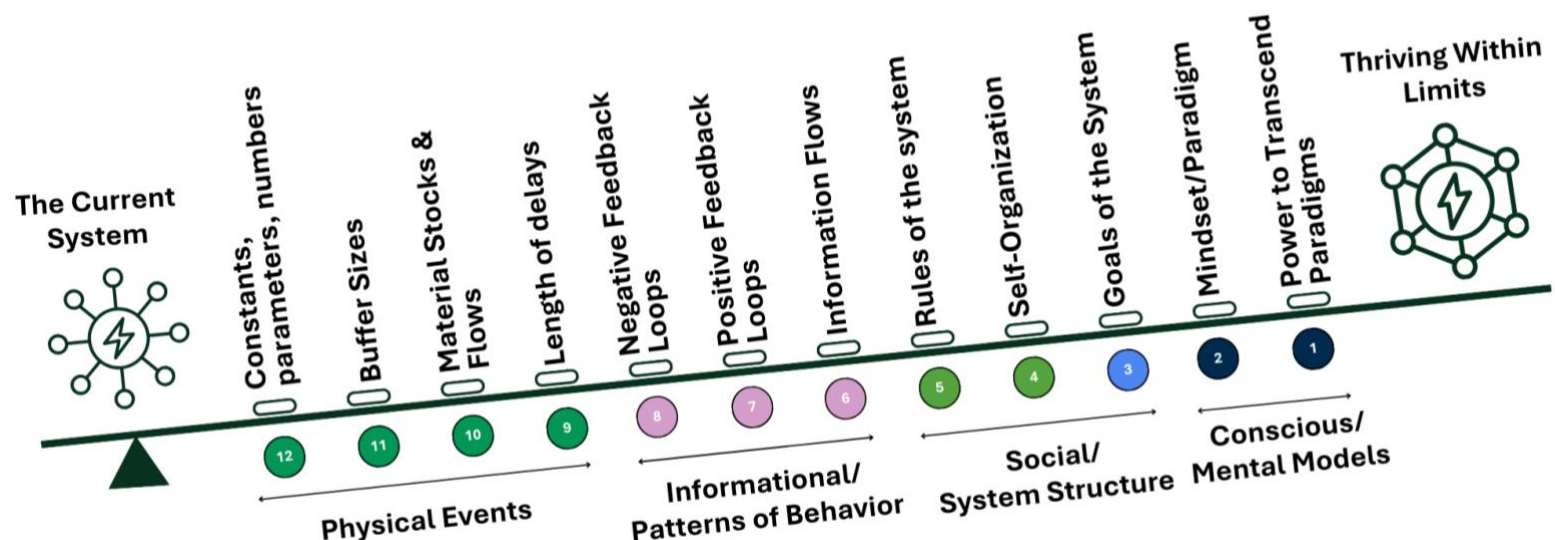 The Current
System
Constants,
parameters, numbers
Buffer Sizes
Material Stocks &
Flows
Length of delays
Negative Feedback
Loops
Positive Feedback
Loops
Information Flows
Rules of the system
Self-Organization
Goals of the System
Mindset/Paradigm
Power to Transcend
Paradigms
Thriving Within
Limits
12
11
10
9
8
7
6
5
4
3
2
1
Physical Events
Informational/
Patterns of Behavior
Social/
System Structure
Conscious/
Mental Models